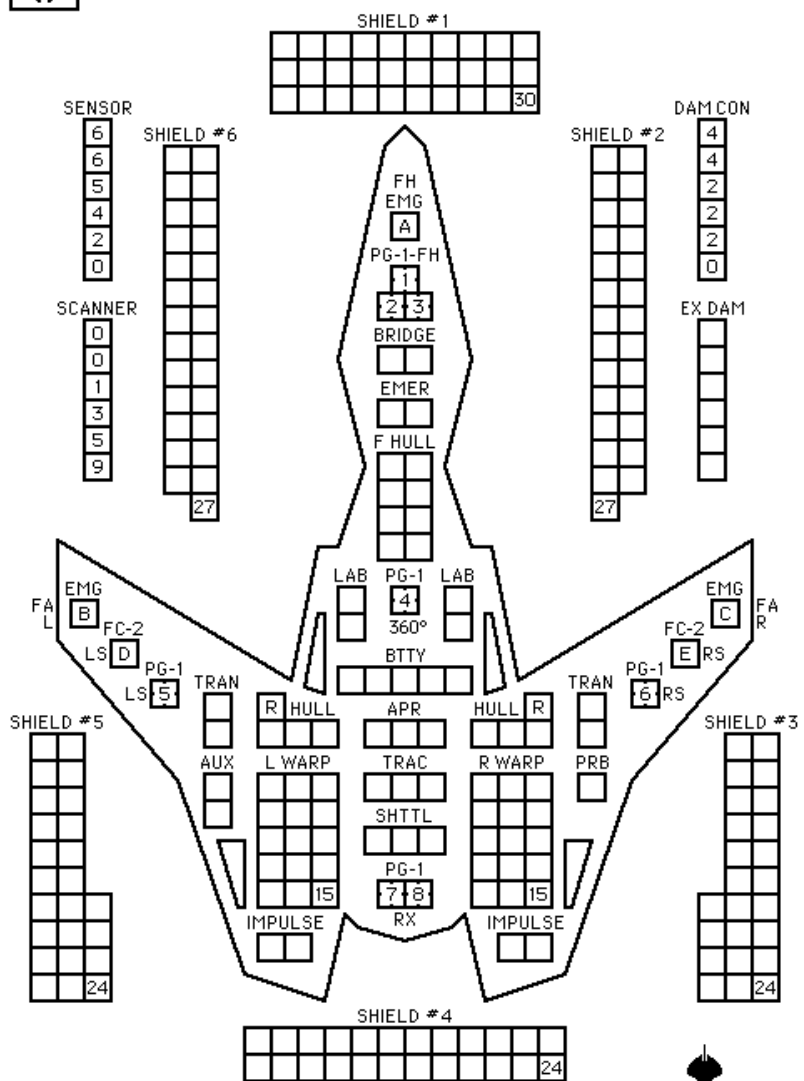 SHIELD #1
30
SENSOR
6
6
5
4
2
0
SHIELD #6
27
SHIELD #2
27
DAM CON
4
4
2
2
2
0
SCANNER
0
0
1
3
5
9
EX DAM
FH
EMG
A
PG-1-FH
1
2 3
BRIDGE
EMER
F HULL
LAB PG-1 LAB
4
360°
BTTY
EMG
FA B
L
FC-2
LS D
PG-1
LS 5
EMG
C FA
R
FC-2
E RS
PG-1
6 RS
TRAN
R HULL
APR
HULL R
TRAN
SHIELD #5
24
SHIELD #3
24
AUX
L WARP
15
TRAC
R WARP
15
PRB
SHTTL
PG-1
7 8
RX
IMPULSE
IMPULSE
SHIELD #4
24